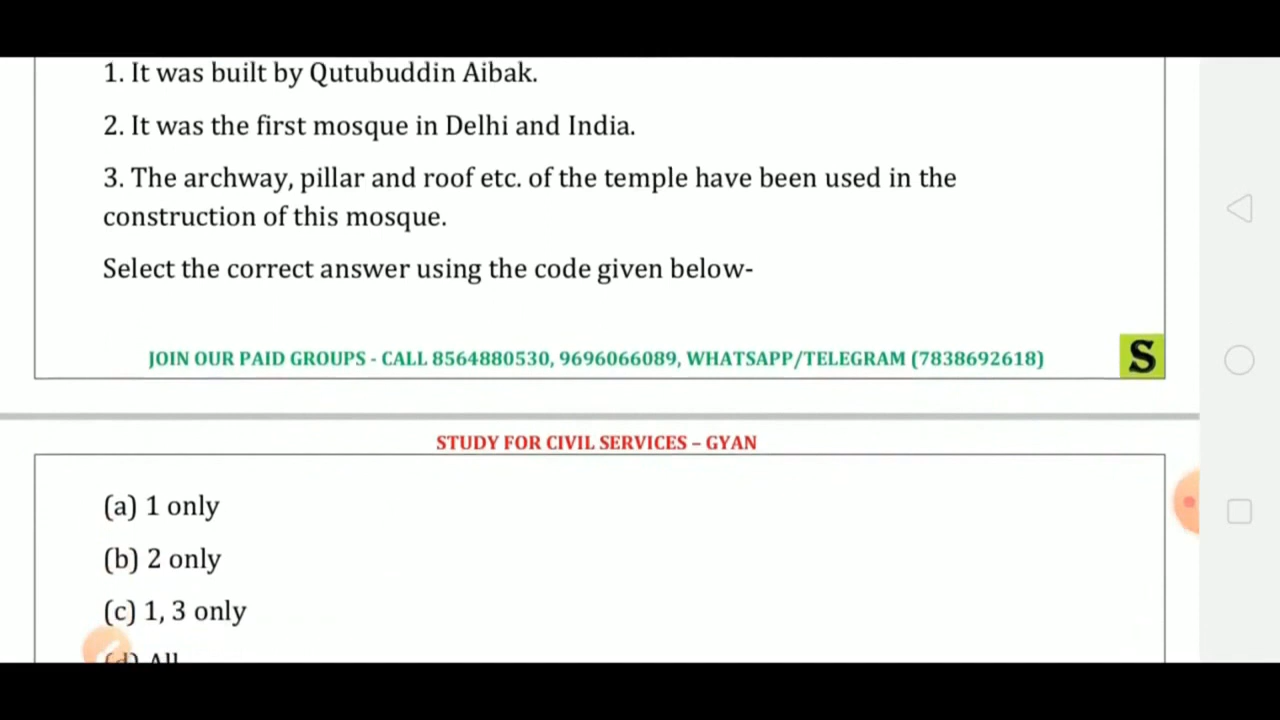 1. It was built by Qutubuddin Aibak.
2. It was the first mosque in Delhi and India.
3. The archway, pillar and roof etc. of the temple have been used in the
construction of this mosque.
Select the correct answer using the code given below-
JOIN OUR PAID GROUPS - CALL 8564880530, 9696066089, WHATSAPP/TELEGRAM (7838692618)
S
STUDY FOR CIVIL SERVICES – GYAN
(a) 1 only
(b) 2 only
(c) 1, 3 only
(d) All